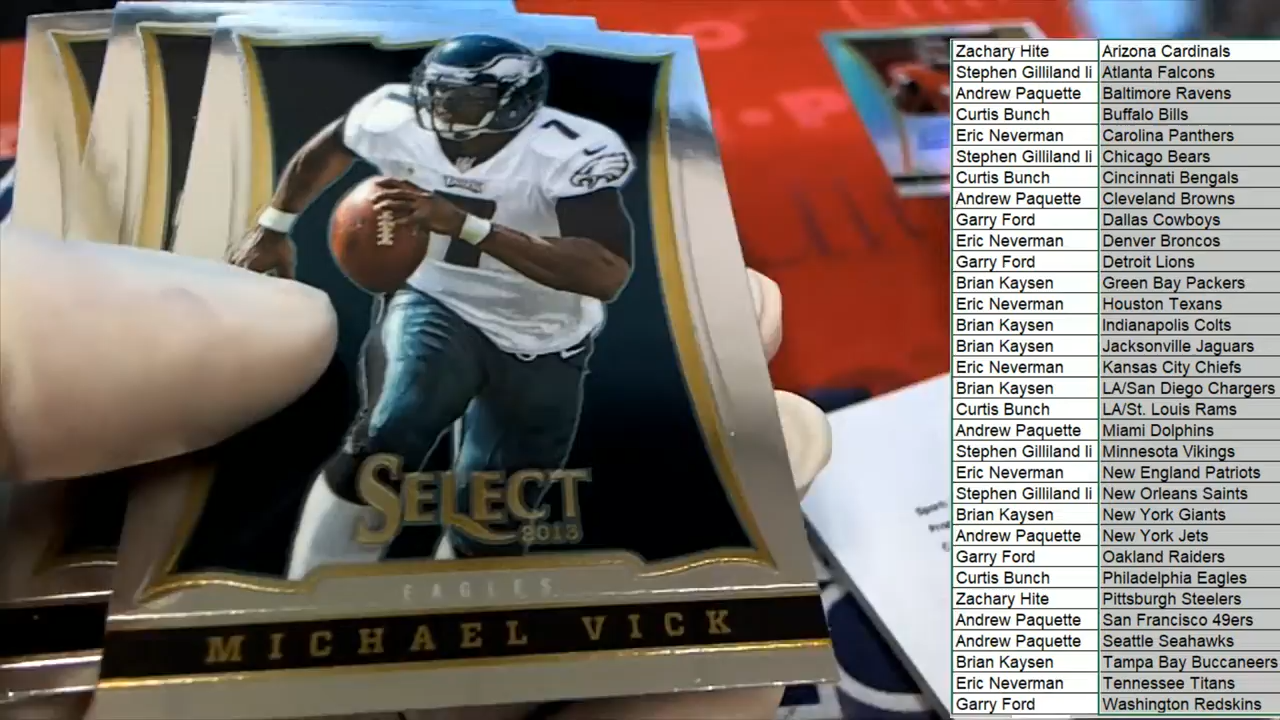 7
7
SELECT
2013
EAGLES
MICHAEL VICK
Zachary Hite Arizona Cardinals
Stephen Gilliland Ii Atlanta Falcons
Andrew Paquette Baltimore Ravens
Curtis Bunch Buffalo Bills
Eric Neverman Carolina Panthers
Stephen Gilliland Ii Chicago Bears
Curtis Bunch Cincinnati Bengals
Andrew Paquette Cleveland Browns
Garry Ford Dallas Cowboys
Eric Neverman Denver Broncos
Garry Ford Detroit Lions
Brian Kaysen Green Bay Packers
Eric Neverman Houston Texans
Brian Kaysen Indianapolis Colts
Brian Kaysen Jacksonville Jaguars
Eric Neverman Kansas City Chiefs
Brian Kaysen LA/San Diego Chargers
Curtis Bunch LA/St. Louis Rams
Andrew Paquette Miami Dolphins
Stephen Gilliland Ii Minnesota Vikings
Eric Neverman New England Patriots
Stephen Gilliland Ii New Orleans Saints
Brian Kaysen New York Giants
Andrew Paquette New York Jets
Garry Ford Oakland Raiders
Curtis Bunch Philadelphia Eagles
Zachary Hite Pittsburgh Steelers
Andrew Paquette San Francisco 49ers
Andrew Paquette Seattle Seahawks
Brian Kaysen Tampa Bay Buccaneers
Eric Neverman Tennessee Titans
Garry Ford Washington Redskins